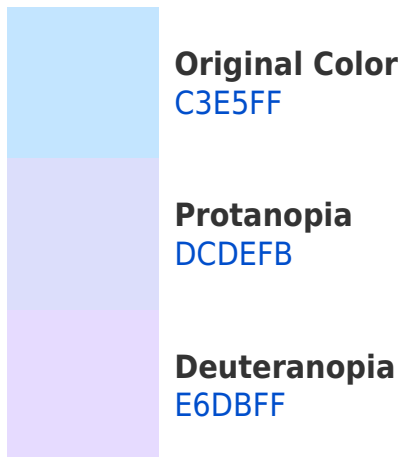 Original Color
C3E5FF
Protanopia
DCDEFB
Deuteranopia
E6DBFF